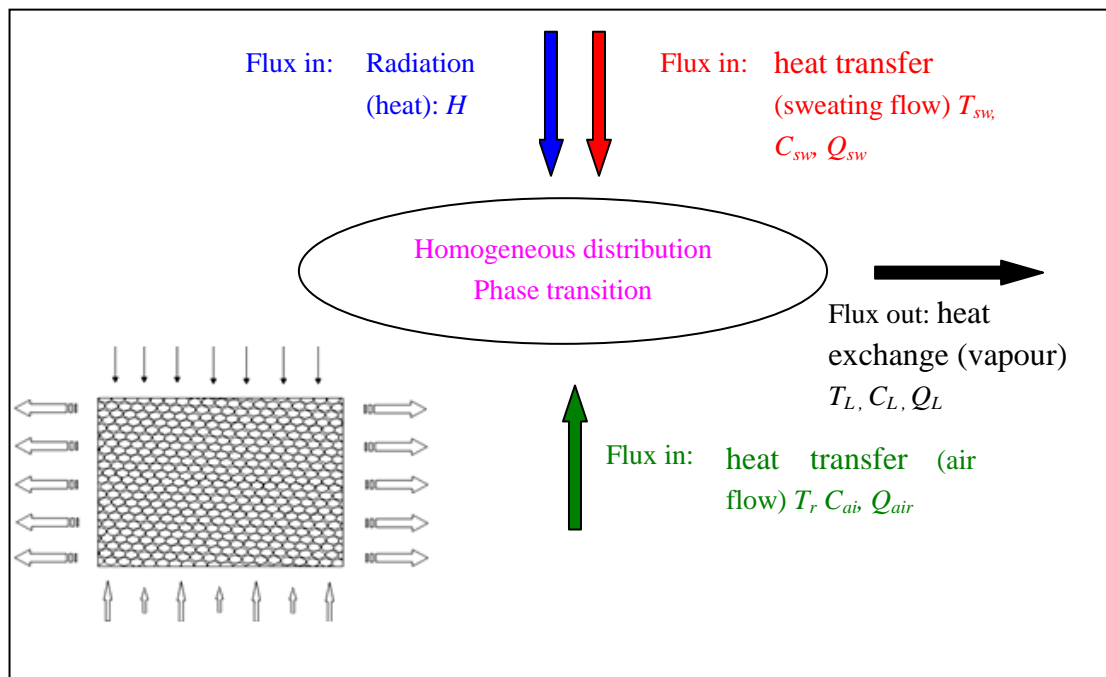 Flux in: Radiation
(heat): H
Flux in: heat transfer
(sweating flow) Tsw,
Csw, Qsw
Homogeneous distribution
Phase transition
Flux out: heat
exchange (vapour)
TL, CL, QL
Flux in: heat transfer (air
flow) Tr Cai, Qair